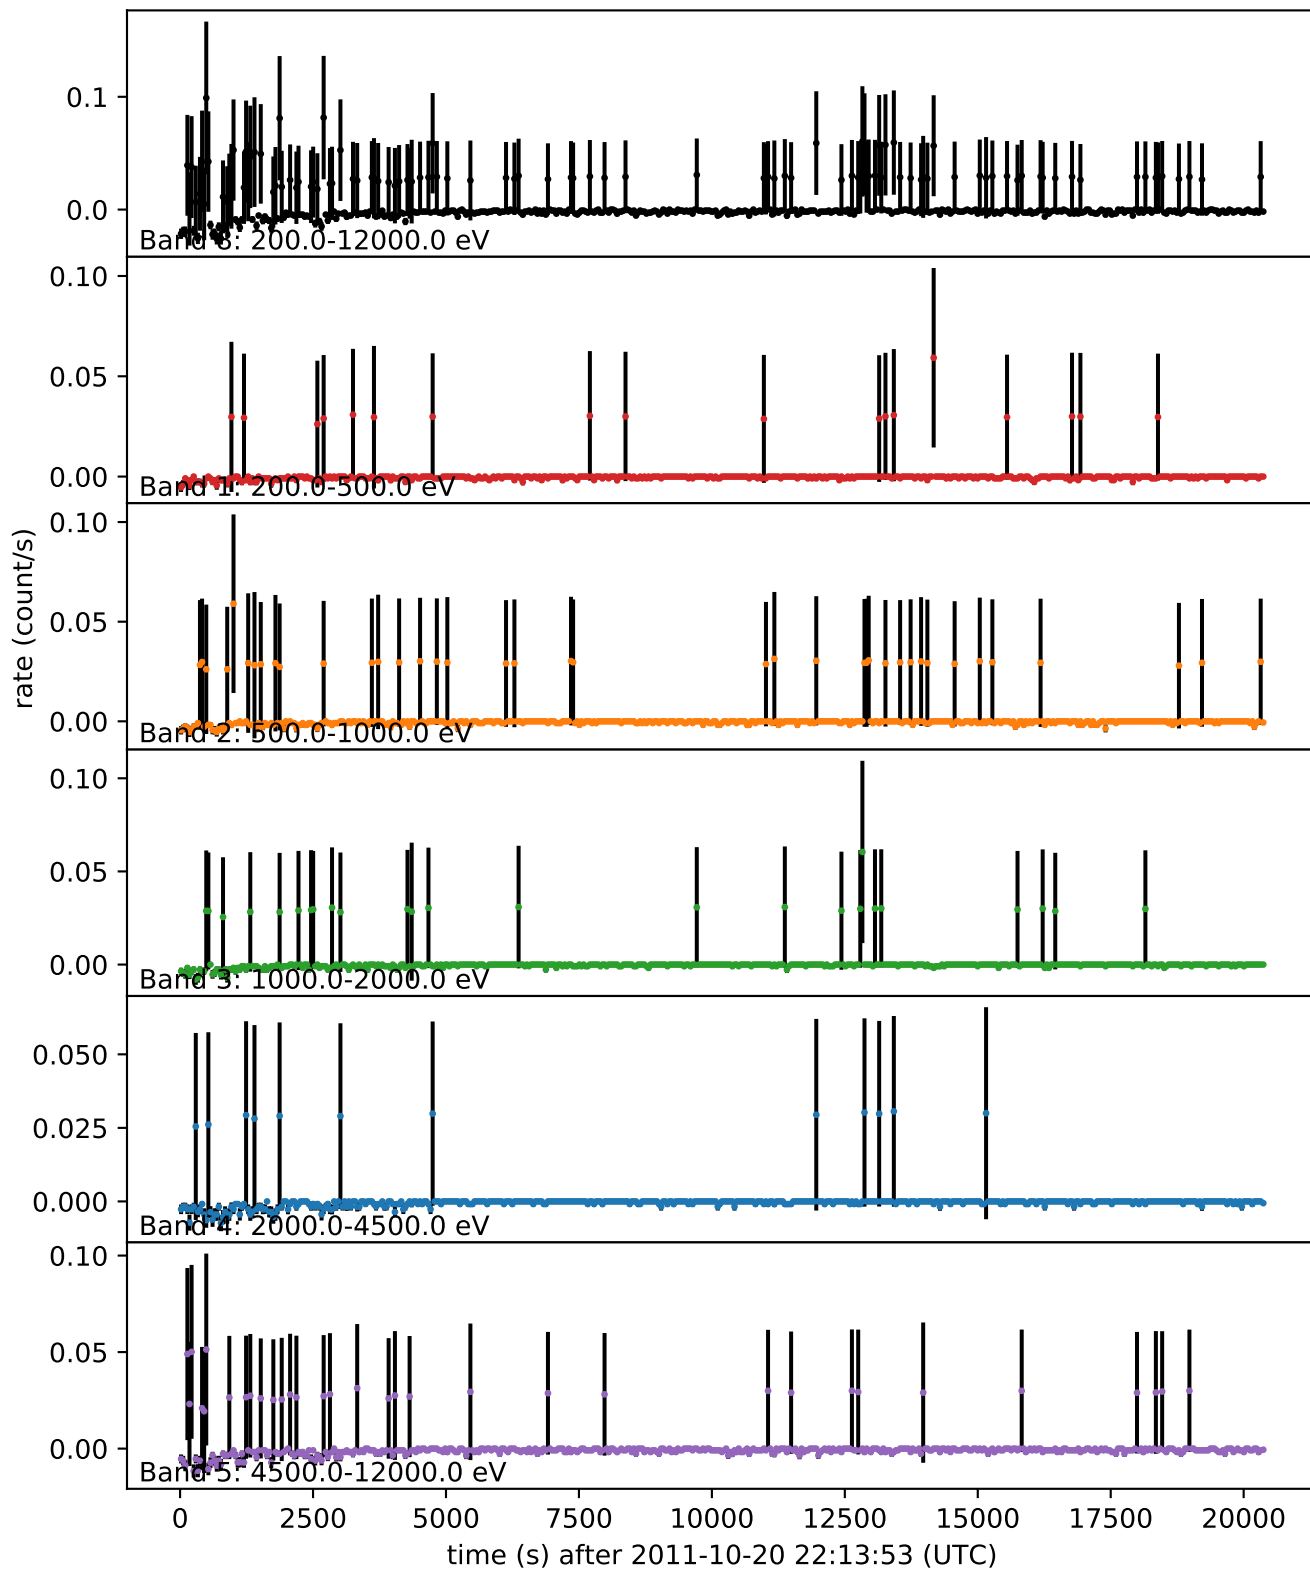 0.1
0.0
Band 8: 200.0-12000.0 eV
0.10
0.05
0.00
Band 1: 200.0-500.0 eV
0.10
0.05
0.00
Band 2: 500.0-1000.0 eV
rate (count/s)
0.10
0.05
0.00
Band 3: 1000.0-2000.0 eV
0.050
0.025
0.000
Band 4: 2000.0-4500.0 eV
0.10
0.05
0.00
Band 5: 4500.0-12000.0 eV
0 2500 5000 7500 10000 12500 15000 17500 20000
time (s) after 2011-10-20 22:13:53 (UTC)